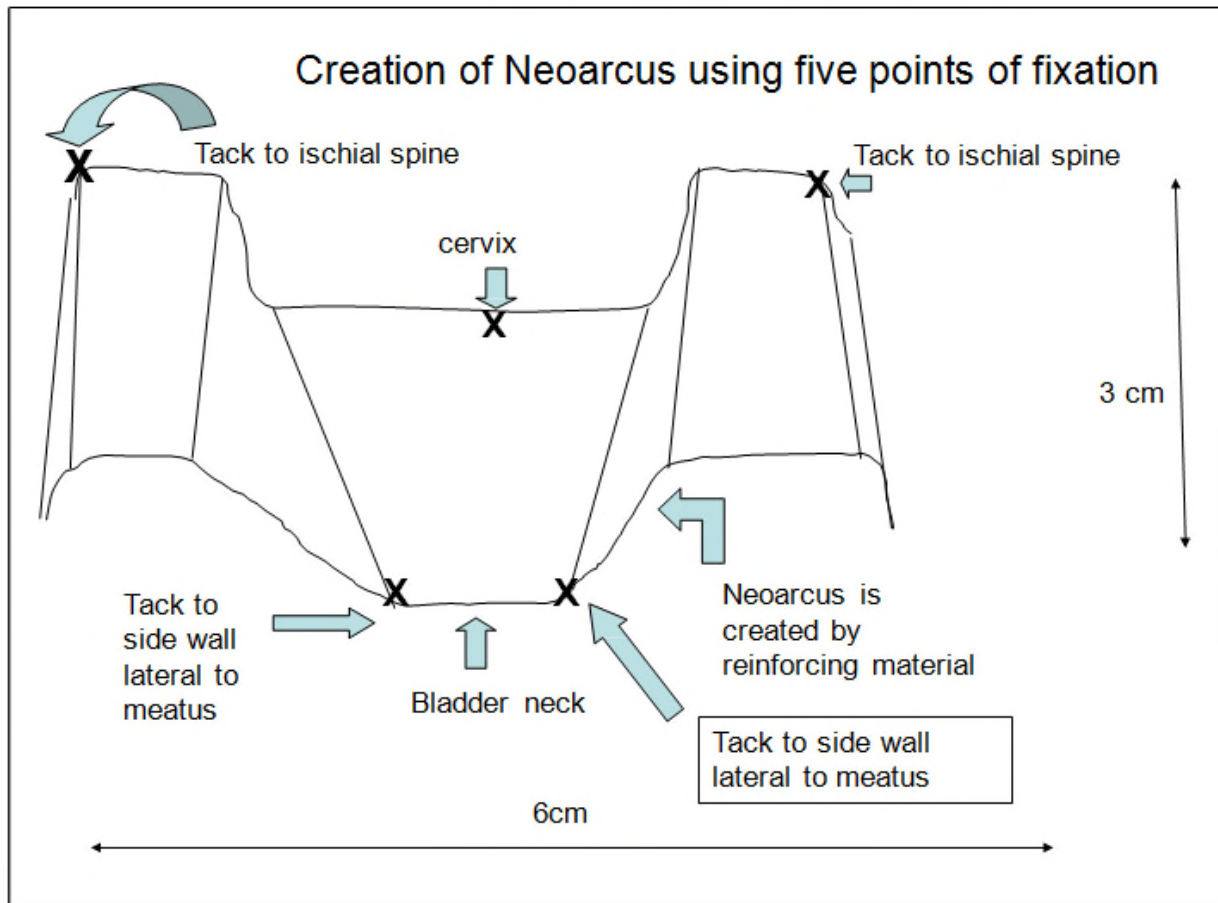 Creation of Neoarcus using five points of fixation
X
Tack to ischial spine
Tack to ischial spine
X
cervix
X
3 cm
X
X
Tack to
side wall
lateral to
meatus
Bladder neck
Neoarcus is
created by
reinforcing material
Tack to side wall
lateral to meatus
6cm